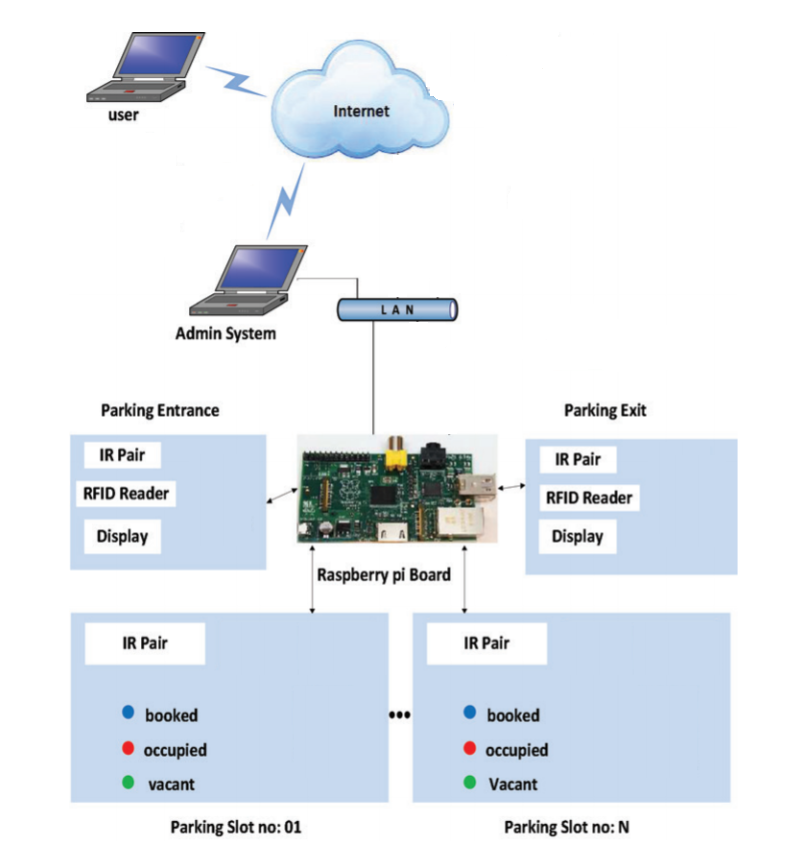 user
Internet
Admin System
L A N
Parking Entrance
Parking Exit
IR Pair
RFID Reader
Display
IR Pair
RFID Reader
Display
Raspberry pi Board
IR Pair
booked
occupied
vacant
IR Pair
booked
occupied
Vacant
•••
Parking Slot no: 01
Parking Slot no: N